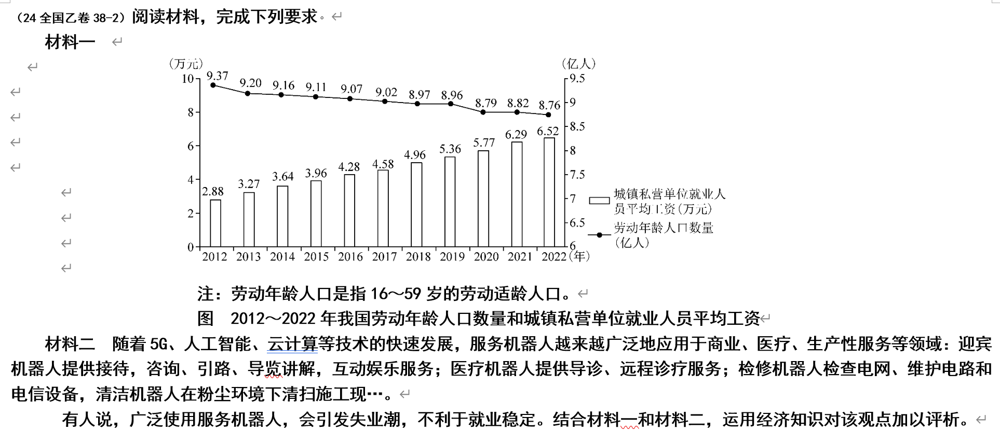 （24 全国乙卷 38-2）阅读材料，完成下列要求。
材料一
(万元)
(亿人)
10
9.37
9.20
9.16
9.11
9.07
9.02
8.97
8.96
8.79
8.82
8.76
9.5
9
8
8.5
6
2.88
3.27
3.64
3.96
4.28
4.58
4.96
5.36
5.77
6.29
6.52
8
4
7.5
城镇私营单位就业人
7
员平均工资(万元)
2
6.5
劳动年龄人口数量
(亿人)
0
6
2012 2013 2014 2015 2016 2017 2018 2019 2020 2021 2022(年)
注：劳动年龄人口是指 16～59 岁的劳动适龄人口。
图 2012～2022 年我国劳动年龄人口数量和城镇私营单位就业人员平均工资
材料二 随着 5G、人工智能、云计算等技术的快速发展，服务机器人越来越广泛地应用于商业、医疗、生产性服务等领域：迎宾
机器人提供接待，咨询、引路、导览讲解，互动娱乐服务；医疗机器人提供导诊、远程诊疗服务；检修机器人检查电网、维护电路和
电信设备，清洁机器人在粉尘环境下清扫施工现…。
有人说，广泛使用服务机器人，会引发失业潮，不利于就业稳定。结合材料一和材料二，运用经济知识对该观点加以评析。